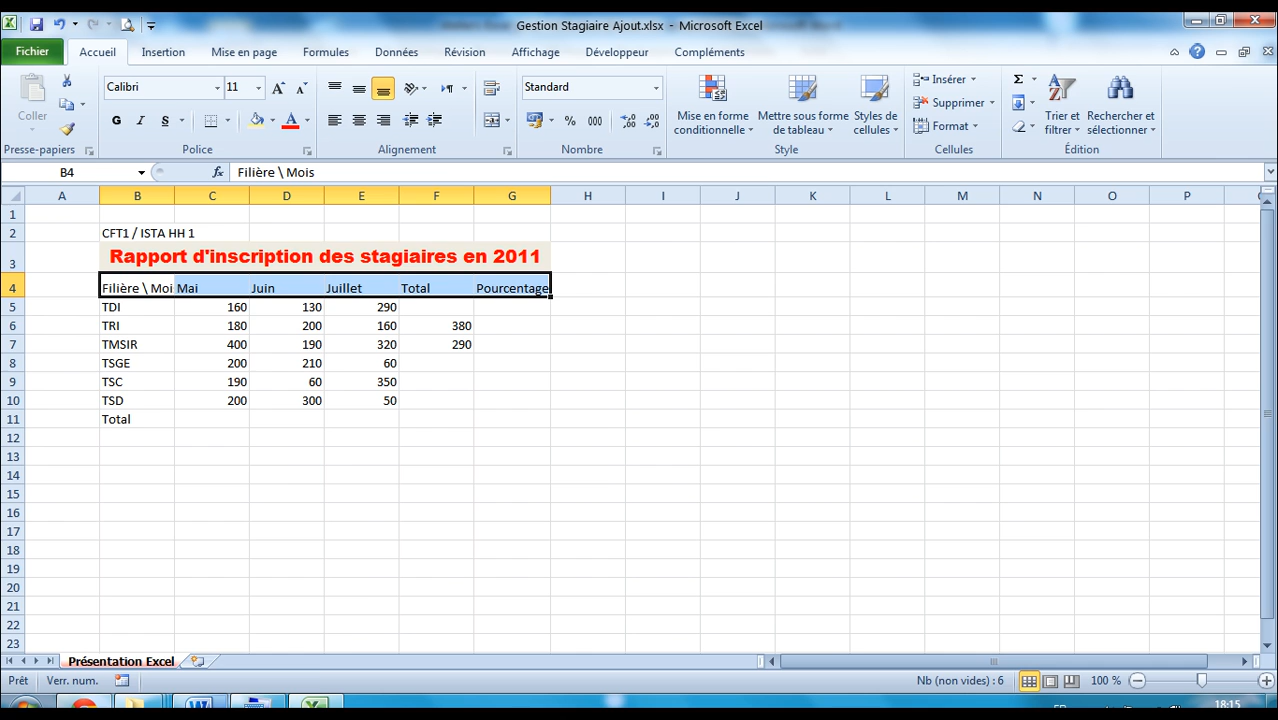 Gestion Stagiaire Ajout.xlsx - Microsoft Excel
Fichier Accueil Insertion Mise en page Formules Données Révision Affichage Développeur Compléments
Coller Calibri 11 Standard Mise en forme conditionnelle Mettre sous forme de tableau Styles de cellules Insérer Supprimer Format Σ Trier et filtrer Rechercher et sélectionner
G I S A % 000
Presse-papiers Police Alignement Nombre Style Cellules Édition
B4 fx Filière \ Mois
A B C D E F G H I J K L M N O P
1
2 CFT1 / ISTA HH 1
3 Rapport d'inscription des stagiaires en 2011
4 Filière \ Moi Mai Juin Juillet Total Pourcentage
5 TDI 160 130 290
6 TRI 180 200 160 380
7 TMSIR 400 190 320 290
8 TSGE 200 210 60
9 TSC 190 60 350
10 TSD 200 300 50
11 Total
12
13
14
15
16
17
18
19
20
21
22
23
Présentation Excel
Prêt Verr. num. Nb (non vides) : 6 100 %
18:15